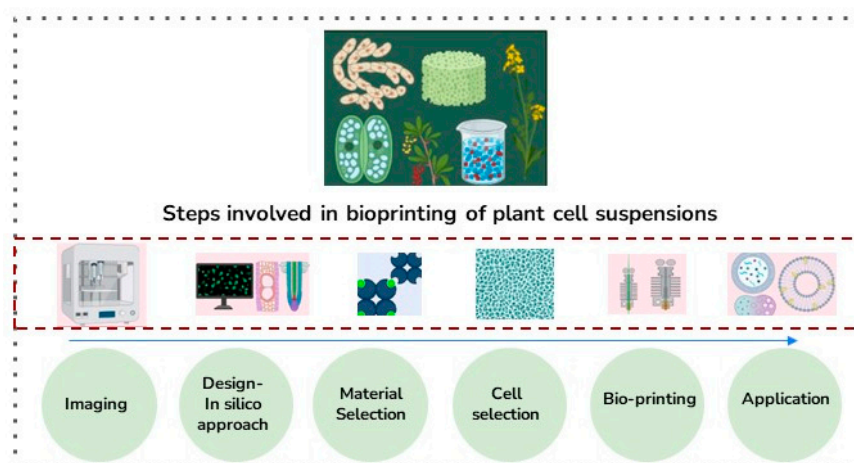 Steps involved in bioprinting of plant cell suspensions
Imaging
Design-
In silico
approach
Material
Selection
Cell
selection
Bio-printing
Application